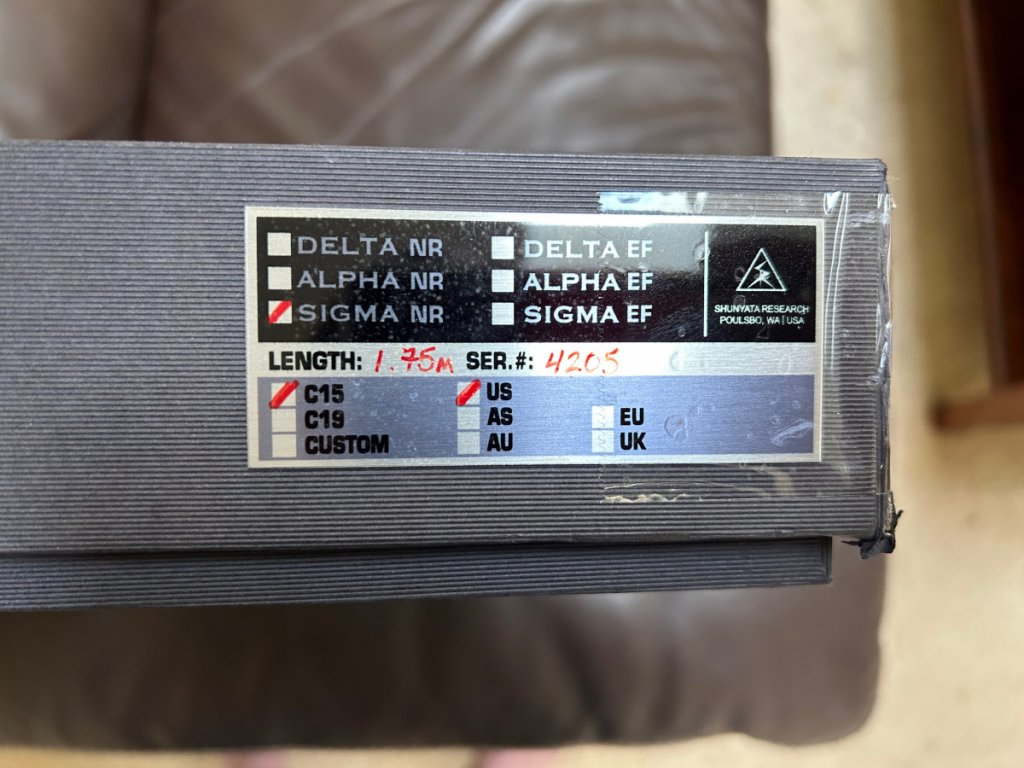 DELTA NR DELTA EF
ALPHA NR ALPHA EF
SIGMA NR SIGMA EF
SHUNYATA RESEARCH
POULSBO, WA | USA
LENGTH: 1.75m SER.#: 4205
C15 US
C19 AS EU
CUSTOM AU UK